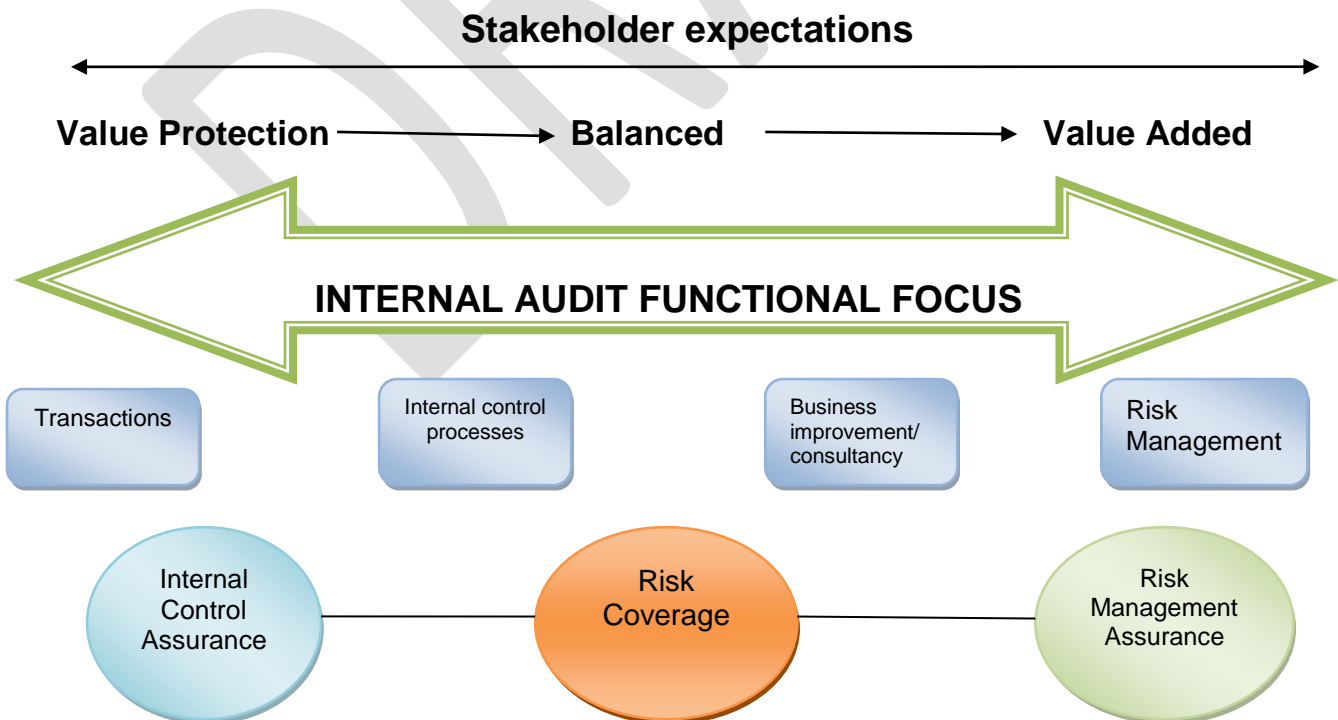 Stakeholder expectations
Value Protection
Balanced
Value Added
INTERNAL AUDIT FUNCTIONAL FOCUS
Transactions
Internal control
processes
Business
improvement/
consultancy
Risk
Management
Internal
Control
Assurance
Risk
Coverage
Risk
Management
Assurance